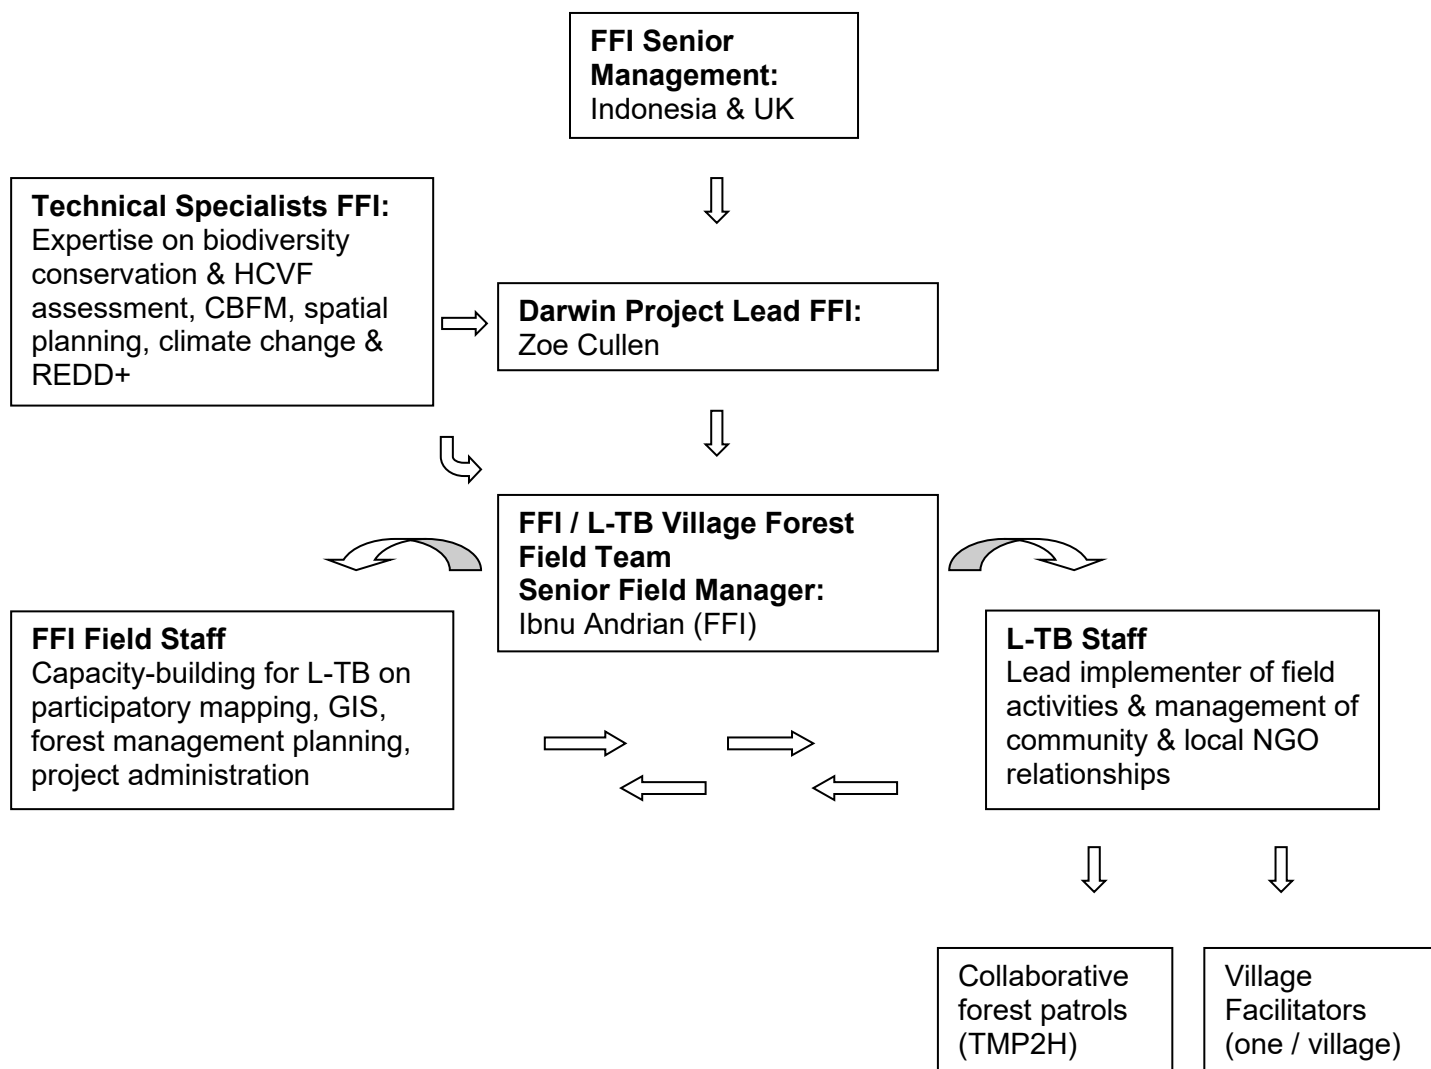 FFI Senior
Management:
Indonesia & UK
Technical Specialists FFI:
Expertise on biodiversity
conservation & HCVF
assessment, CBFM, spatial
planning, climate change &
REDD+
Darwin Project Lead FFI:
Zoe Cullen
FFI / L-TB Village Forest
Field Team
Senior Field Manager:
Ibnu Andrian (FFI)
FFI Field Staff
Capacity-building for L-TB on
participatory mapping, GIS,
forest management planning,
project administration
L-TB Staff
Lead implementer of field
activities & management of
community & local NGO
relationships
Collaborative
forest patrols
(TMP2H)
Village
Facilitators
(one / village)